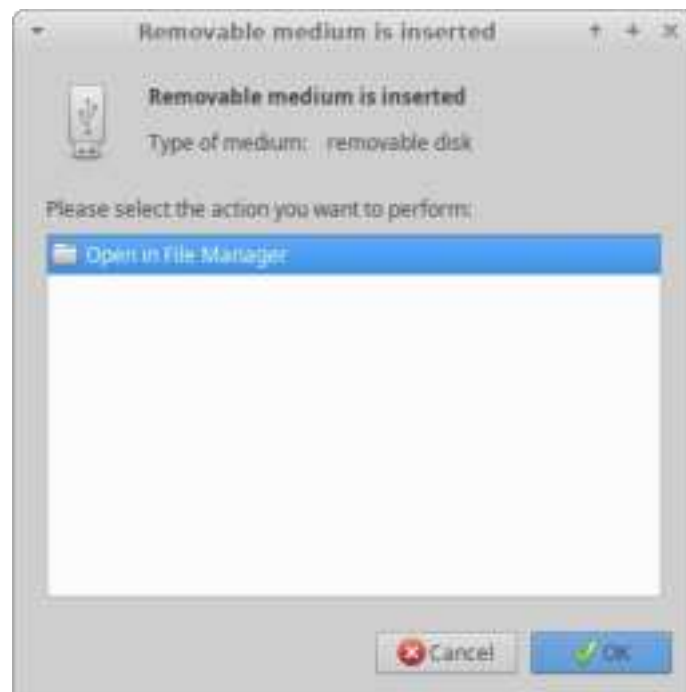 Removable medium is inserted
Removable medium is inserted
Type of medium: removable disk
Please select the action you want to perform:
Open in File Manager
Cancel OK